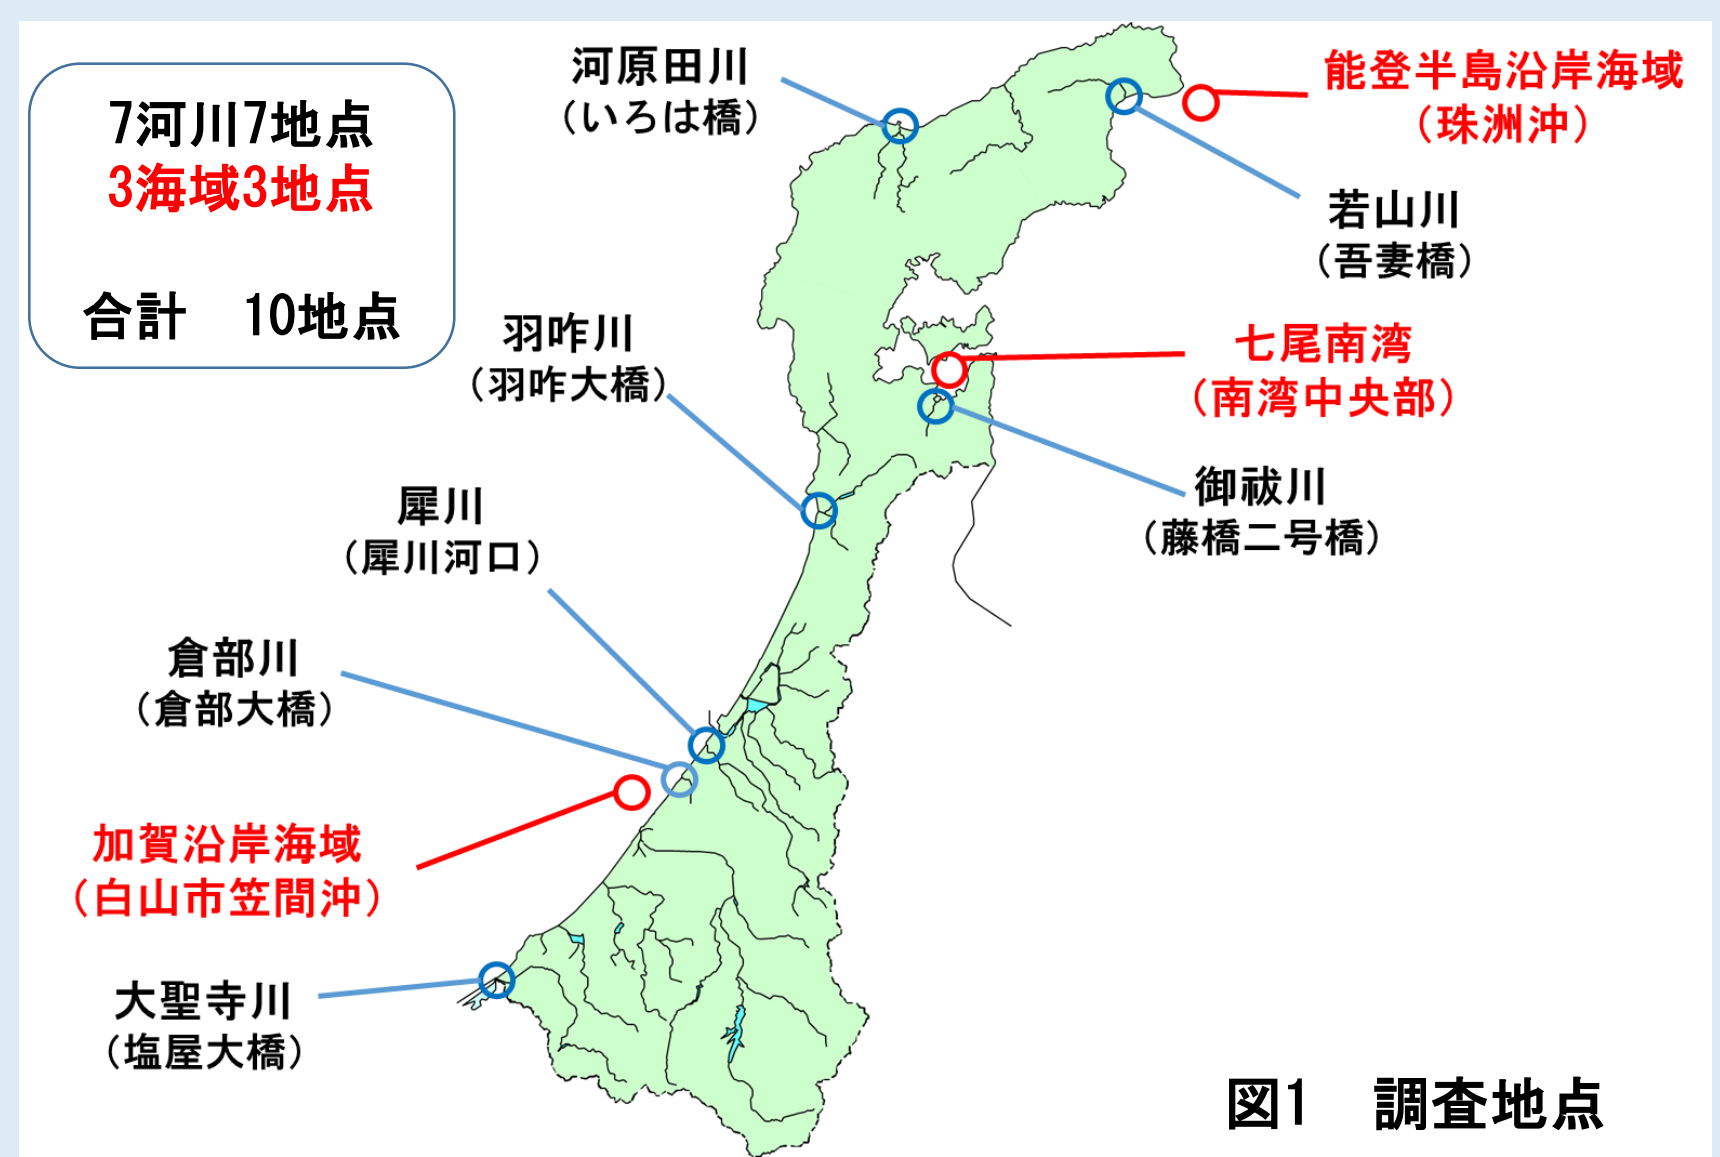 7河川7地点
3海域3地点
合計　10地点
河原田川
（いろは橋）
能登半島沿岸海域
（珠洲沖）
若山川
（吾妻橋）
羽咋川
（羽咋大橋）
七尾南湾
（南湾中央部）
御祓川
（藤橋二号橋）
犀川
（犀川河口）
倉部川
（倉部大橋）
加賀沿岸海域
（白山市笠間沖）
大聖寺川
（塩屋大橋）
図1　調査地点